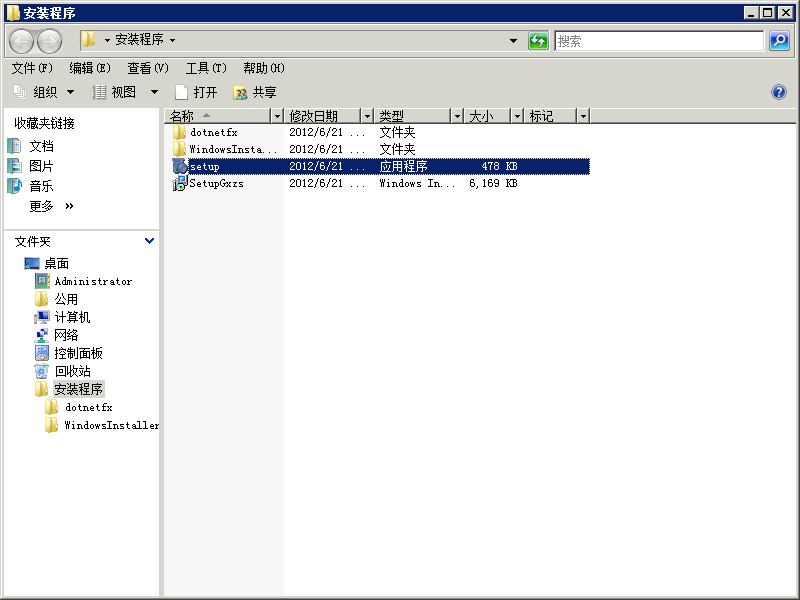 安装程序
安装程序
搜索
文件(F) 编辑(E) 查看(V) 工具(T) 帮助(H)
组织 视图 打开 共享
收藏夹链接
文档
图片
音乐
更多 »
文件夹
桌面
Administrator
公用
计算机
网络
控制面板
回收站
安装程序
dotnetfx
WindowsInstaller
名称 修改日期 类型 大小 标记
dotnetfx 2012/6/21 ... 文件夹
WindowsInsta... 2012/6/21 ... 文件夹
setup 2012/6/21 ... 应用程序 478 KB
SetupGxzs 2012/6/21 ... Windows In... 6,169 KB